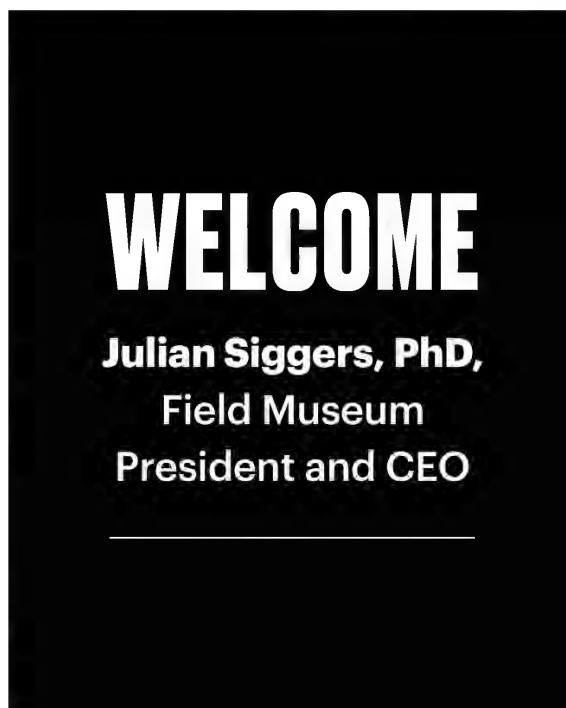 WELCOME
Julian Siggers, PhD,
Field Museum
President and CEO